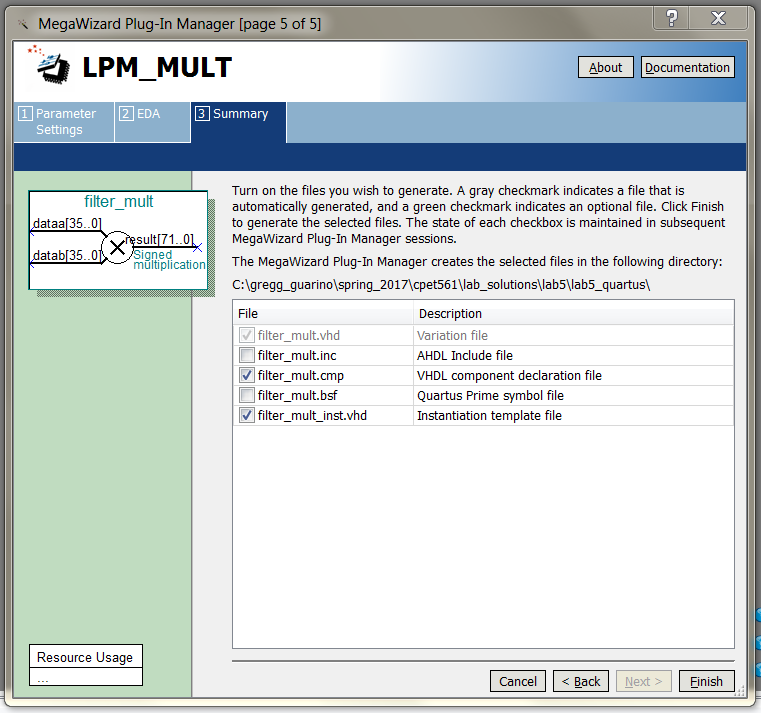 MegaWizard Plug-In Manager [page 5 of 5]
LPM_MULT
About
Documentation
1 Parameter Settings
2 EDA
3 Summary
filter_mult
dataa[35..0]
result[71..0]
datab[35..0]
Signed
multiplication
Turn on the files you wish to generate. A gray checkmark indicates a file that is
automatically generated, and a green checkmark indicates an optional file. Click Finish
to generate the selected files. The state of each checkbox is maintained in subsequent
MegaWizard Plug-In Manager sessions.
The MegaWizard Plug-In Manager creates the selected files in the following directory:
C:\gregg_guarino\spring_2017\cpet561\lab_solutions\lab5\lab5_quartus\
File Description
filter_mult.vhd Variation file
filter_mult.inc AHDL Include file
filter_mult.cmp VHDL component declaration file
filter_mult.bsf Quartus Prime symbol file
filter_mult_inst.vhd Instantiation template file
Resource Usage
...
Cancel
< Back
Next >
Finish